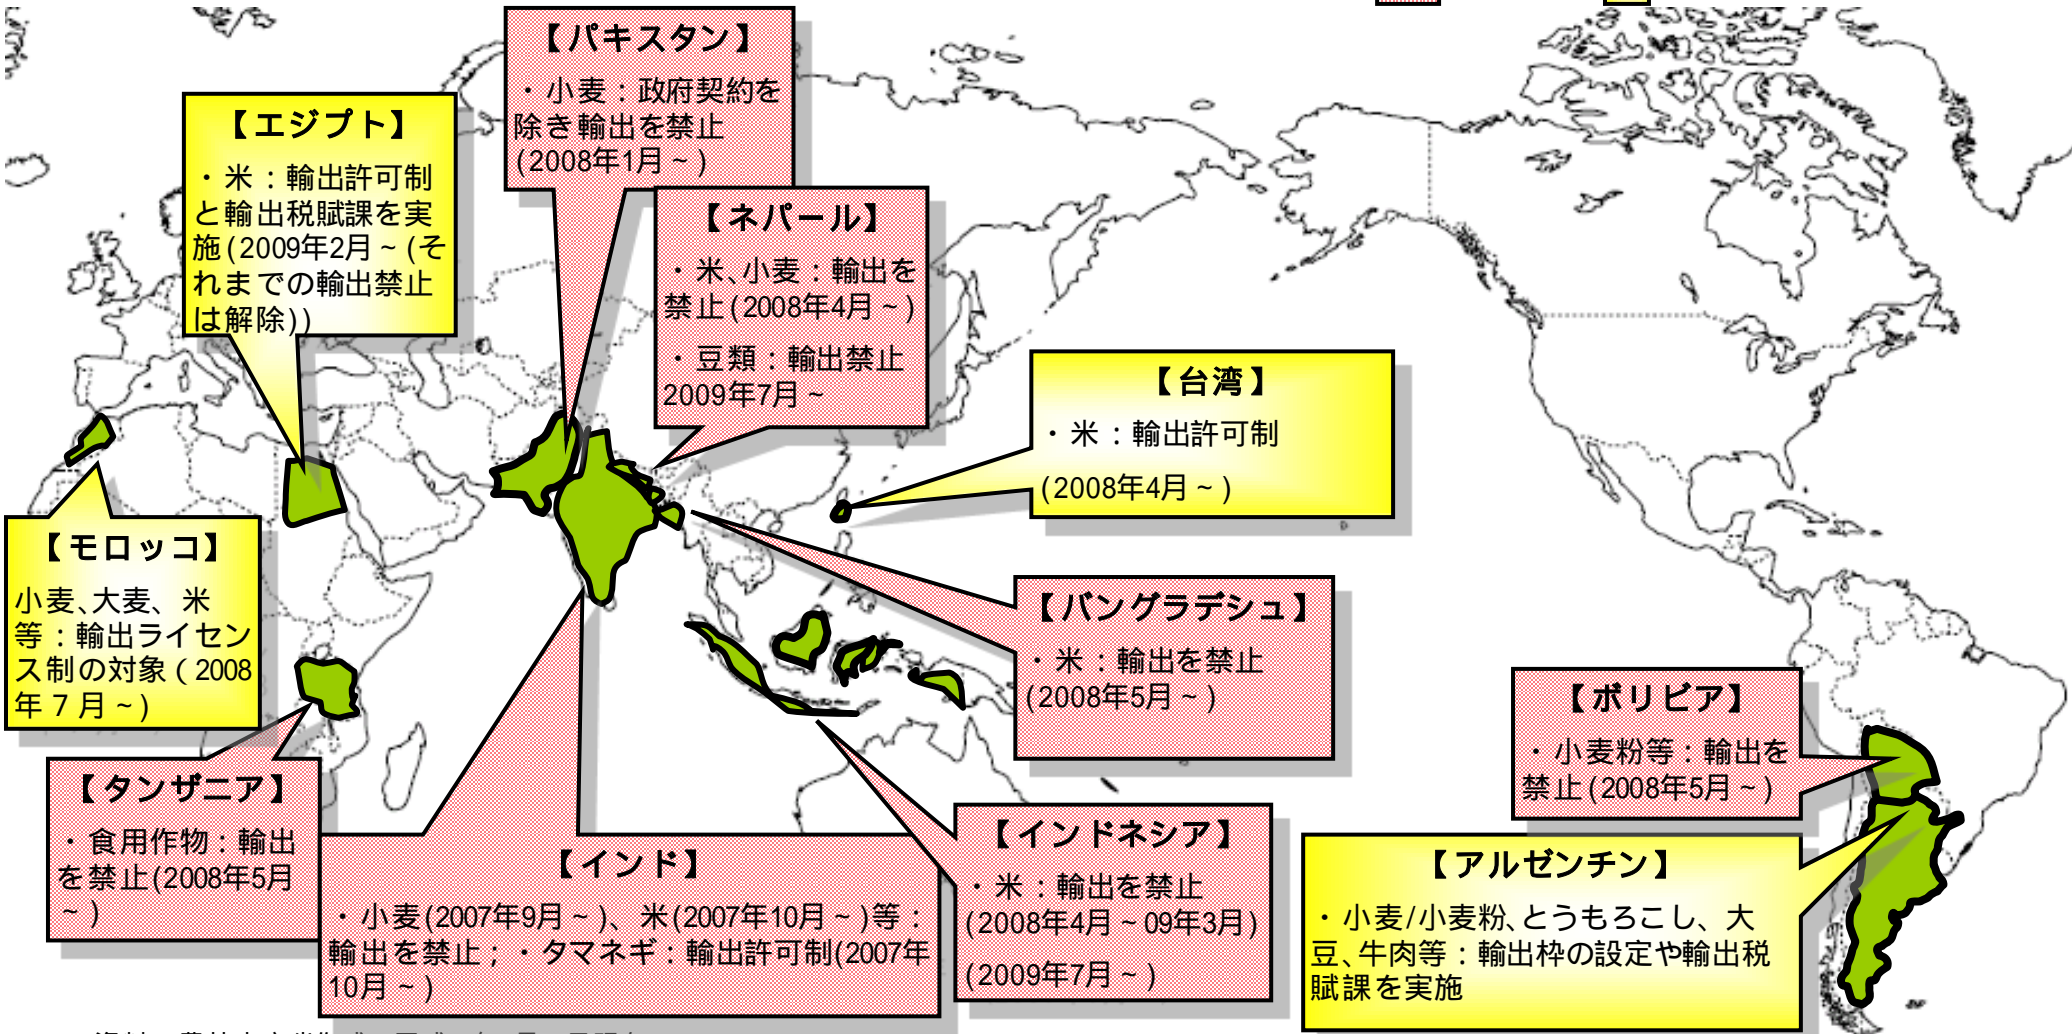 【パキスタン】
・小麦：政府契約を
除き輸出を禁止
(2008年1月～)
【エジプト】
・米：輸出許可制
と輸出税賦課を実
施(2009年2月～(そ
れまでの輸出禁止
は解除))
【ネパール】
・米、小麦：輸出を
禁止(2008年4月～)
・豆類：輸出禁止
2009年7月～
【台湾】
・米：輸出許可制
(2008年4月～)
【モロッコ】
小麦、大麦、米
等：輸出ライセン
ス制の対象（2008
年７月～)
【バングラデシュ】
・米：輸出を禁止
(2008年5月～)
【ボリビア】
・小麦粉等：輸出を
禁止(2008年5月～)
【タンザニア】
・食用作物：輸出
を禁止(2008年5月
～)
【インド】
・小麦(2007年9月～)、米(2007年10月～)等：
輸出を禁止；・タマネギ：輸出許可制(2007年
10月～)
【インドネシア】
・米：輸出を禁止
(2008年4月～09年3月)
(2009年7月～)
【アルゼンチン】
・小麦/小麦粉、とうもろこし、大
豆、牛肉等：輸出枠の設定や輸出税
賦課を実施